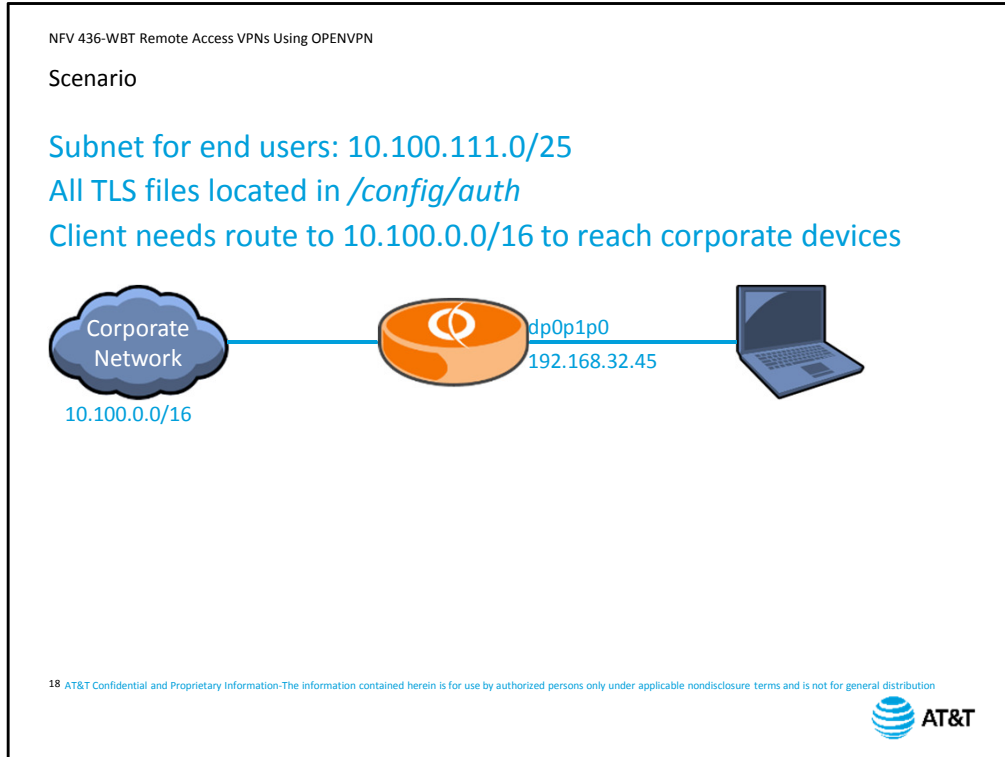 NFV 436-WBT Remote Access VPNs Using OPENVPN
Scenario
Subnet for end users: 10.100.111.0/25
All TLS files located in /config/auth
Client needs route to 10.100.0.0/16 to reach corporate devices
Corporate
Network
10.100.0.0/16
dp0p1p0
192.168.32.45
18 AT&T Confidential and Proprietary Information-The information contained herein is for use by authorized persons only under applicable nondisclosure terms and is not for general distribution
AT&T